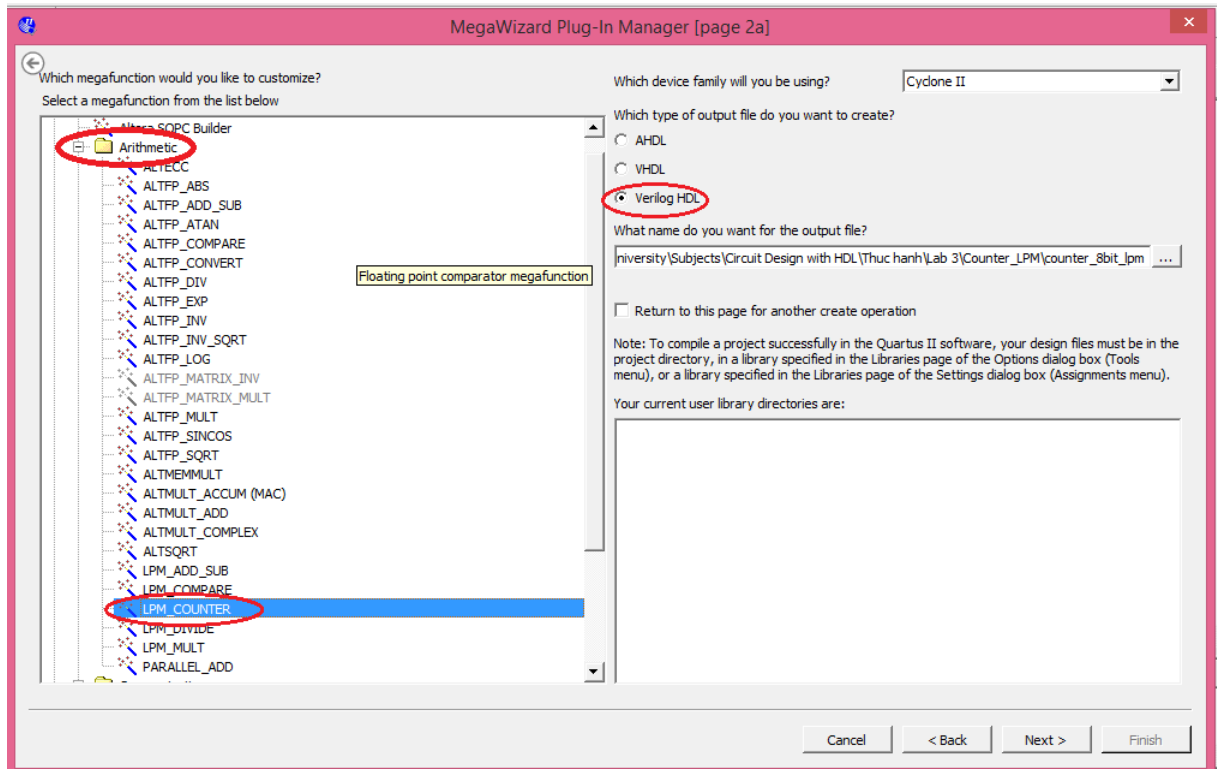 MegaWizard Plug-In Manager [page 2a]
Which megafunction would you like to customize?
Select a megafunction from the list below
Altera SOPC Builder
Arithmetic
ALTECC
ALTFP_ABS
ALTFP_ADD_SUB
ALTFP_ATAN
ALTFP_COMPARE
ALTFP_CONVERT
ALTFP_DIV
ALTFP_EXP
ALTFP_INV
ALTFP_INV_SQRT
ALTFP_LOG
ALTFP_MATRIX_INV
ALTFP_MATRIX_MULT
ALTFP_MULT
ALTFP_SINCOS
ALTFP_SQRT
ALTMEMMULT
ALTMULT_ACCUM (MAC)
ALTMULT_ADD
ALTMULT_COMPLEX
ALTSQRT
LPM_ADD_SUB
LPM_COMPARE
LPM_COUNTER
LPM_DIVIDE
LPM_MULT
PARALLEL_ADD
Floating point comparator megafunction
Which device family will you be using?
Cyclone II
Which type of output file do you want to create?
AHDL
VHDL
Verilog HDL
What name do you want for the output file?
niversity\Subjects\Circuit Design with HDL\Thuc hanh\Lab 3\Counter_LPM\counter_8bit_lpm
...
Return to this page for another create operation
Note: To compile a project successfully in the Quartus II software, your design files must be in the
project directory, in a library specified in the Libraries page of the Options dialog box (Tools
menu), or a library specified in the Libraries page of the Settings dialog box (Assignments menu).
Your current user library directories are:
Cancel
< Back
Next >
Finish